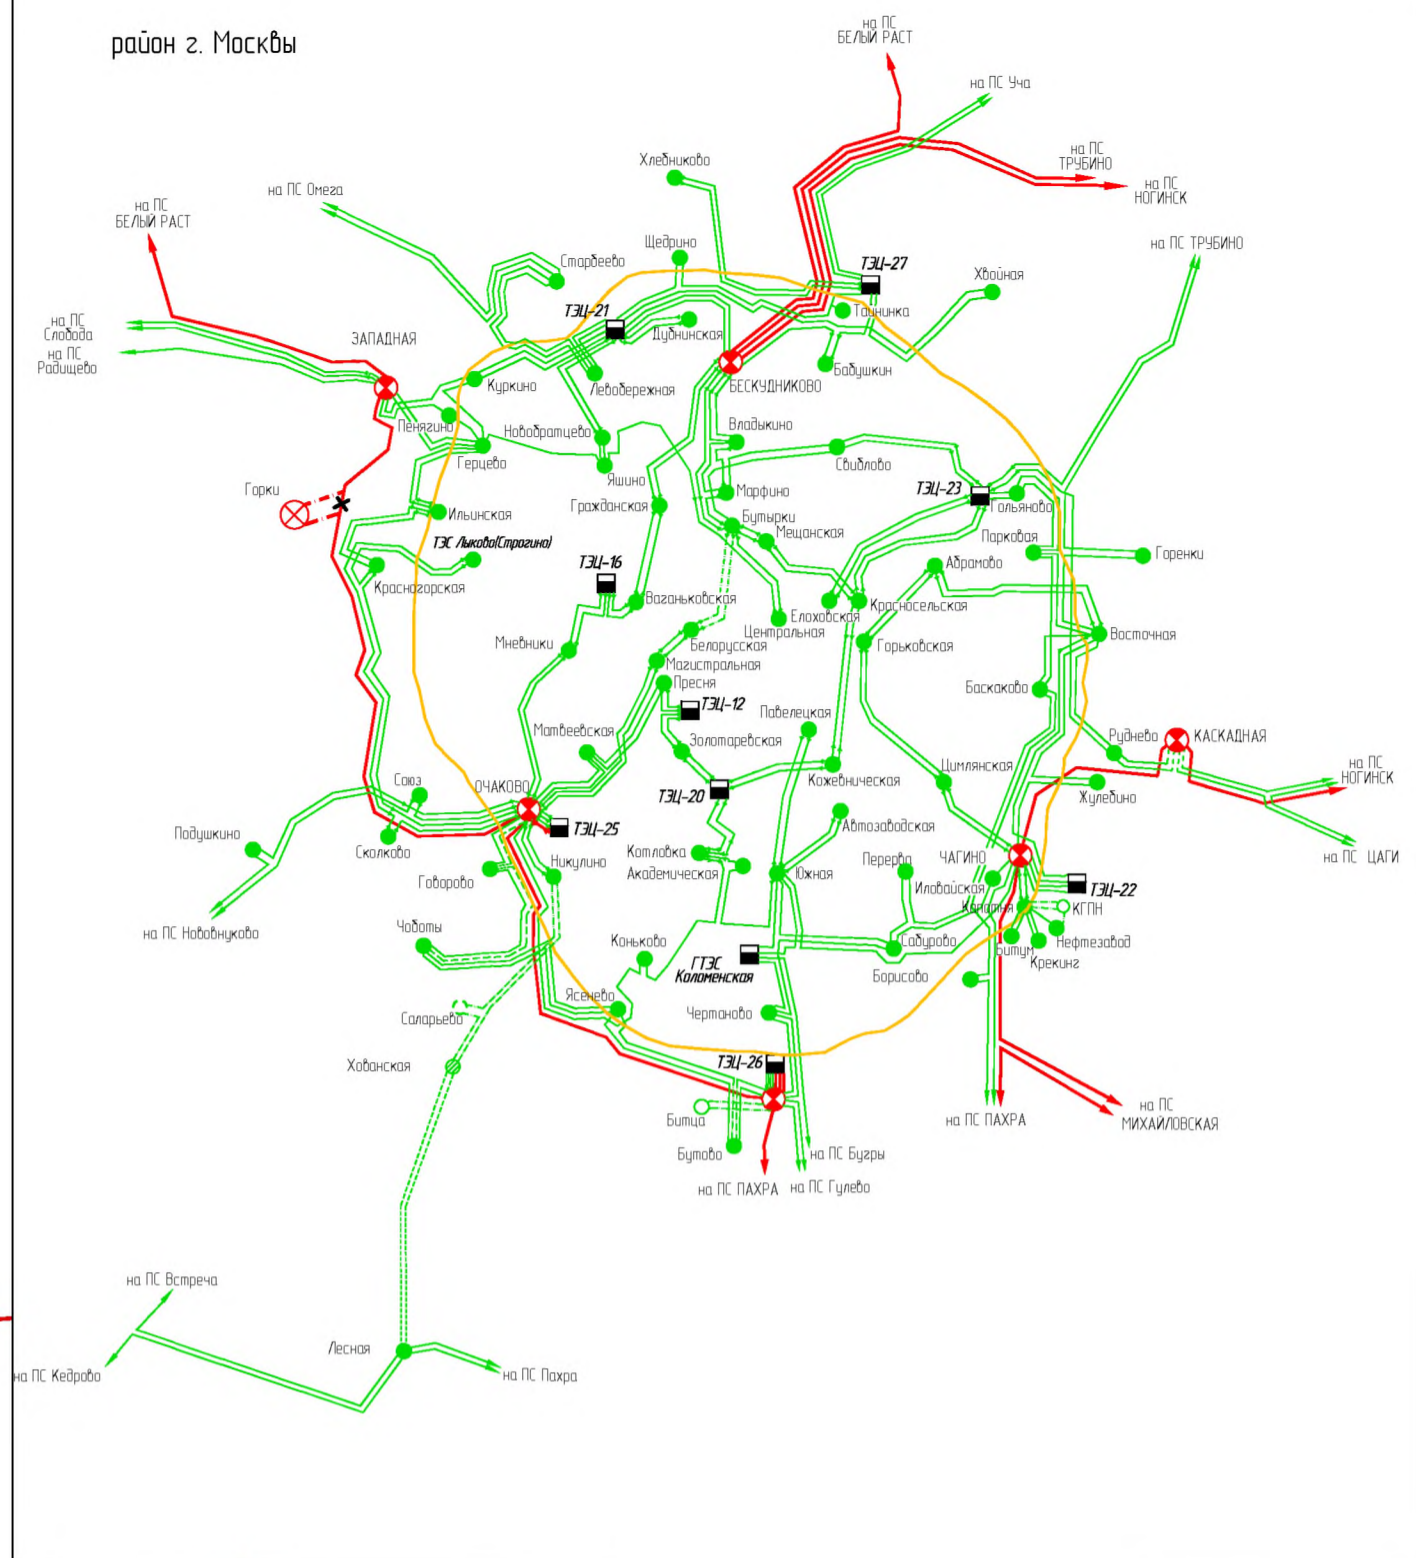 район г. Москвы
на ПС
БЕЛЫЙ РАСТ
на ПС Уча
на ПС
ТРУБИНО
на ПС
НОГИНСК
Хлебниково
на ПС Омега
на ПС
БЕЛЫЙ РАСТ
на ПС ТРУБИНО
Щедрино
Старбеево
ТЭЦ-27
Хвойная
ТЭЦ-21
Тайнинка
на ПС
Слобода
на ПС
Радищево
ЗАПАДНАЯ
Дубнинская
Куркино
Левобережная
БЕСКУДНИКОВО
Бабушкин
Пенягино
Новобратцево
Владыкино
Герцево
Свиблово
Яшино
Горки
Марфино
ТЭЦ-23
Гольяново
Ильинская
Гражданская
Бутырки
Мещанская
Парковая
ТЭС Лыково(Строгино)
Горенки
Абрамово
ТЭЦ-16
Красногорская
Ваганьковская
Елоховская
Красносельская
Центральная
Восточная
Мневники
Белорусская
Горьковская
Магистральная
Пресня
Баскаково
ТЭЦ-12
Павелецкая
Матвеевская
Золотаревская
Руднево
КАСКАДНАЯ
Кожевническая
Цимлянская
на ПС
НОГИНСК
Союз
ОЧАКОВО
ТЭЦ-20
Жулебино
Подушкино
ТЭЦ-25
Автозаводская
Сколково
Котловка
Перерва
ЧАГИНО
на ПС ЦАГИ
Говорово
Никулино
Академическая
Южная
Иловайская
ТЭЦ-22
Капотня
КГПН
на ПС Нововнуково
Чоботы
Коньково
Сабурово
Битум
Нефтезавод
Крекинг
ГТЭС
Коломенская
Борисово
Ясенево
Саларьево
Чертаново
Хованская
ТЭЦ-26
Битца
на ПС ПАХРА
на ПС
МИХАЙЛОВСКАЯ
Бутово
на ПС Бугры
на ПС ПАХРА
на ПС Гулево
на ПС Встреча
Лесная
на ПС Кедрово
на ПС Пахра